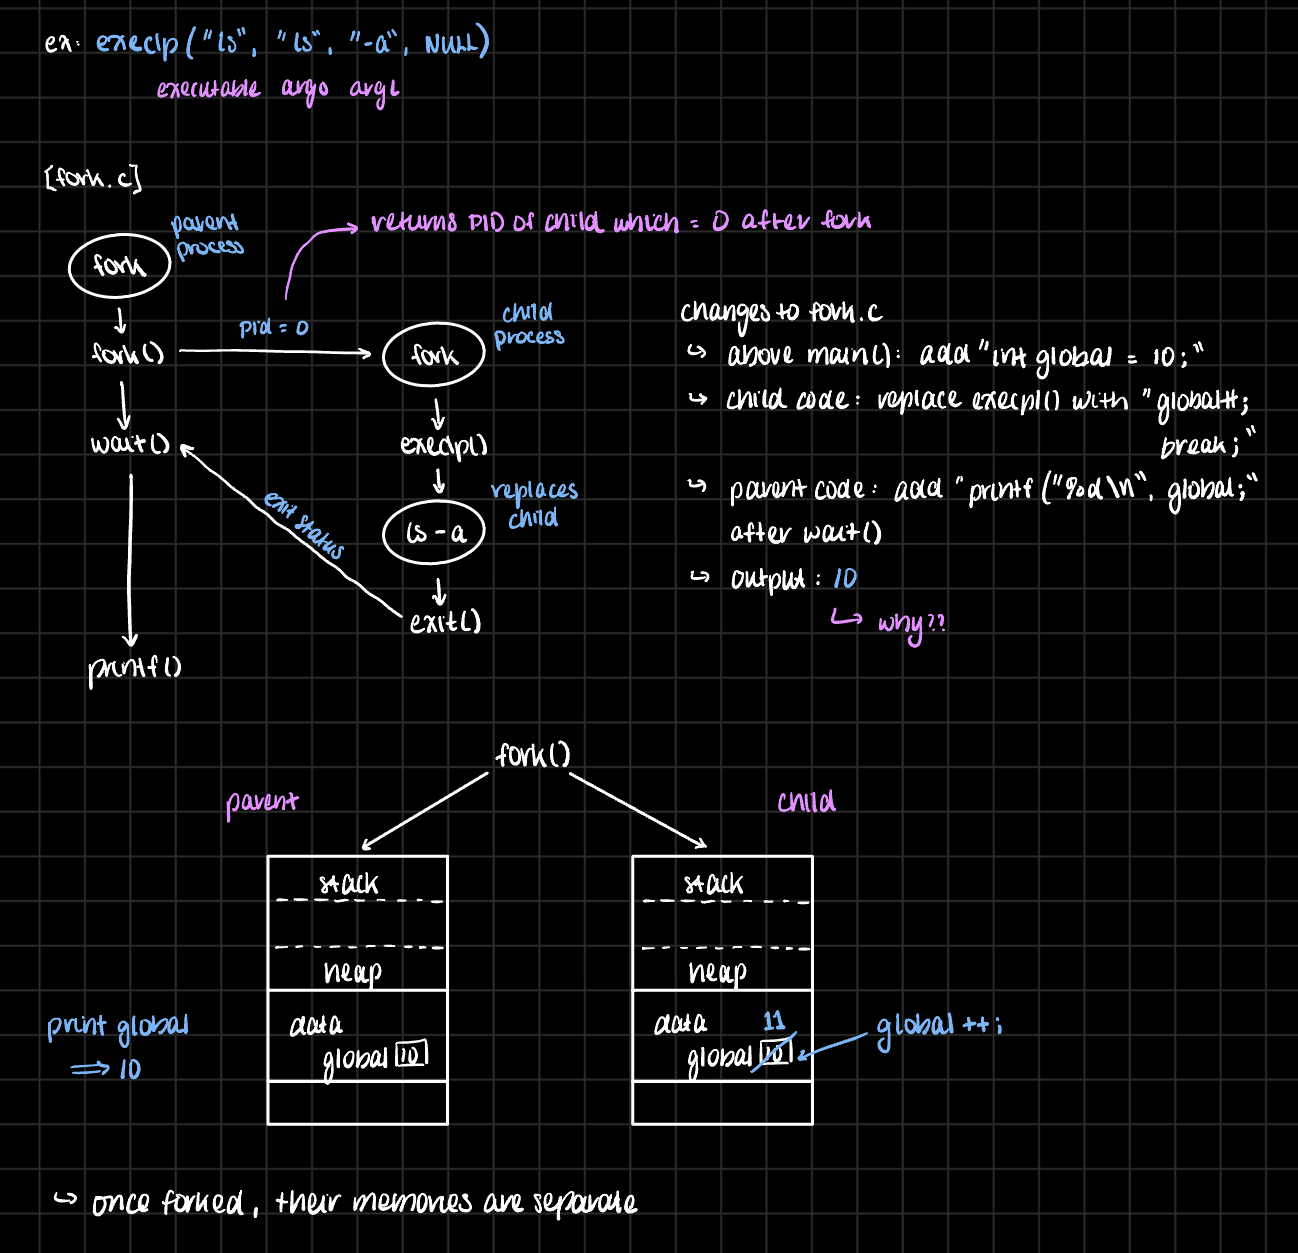 ex: execlp("ls", "ls", "-a", NULL)
executable arg0 arg1
[fork.c]
parent
process
fork
returns PID of child which = 0 after fork
pid = 0
fork()
child
process
fork
wait()
execlp()
exit status
replaces
child
ls -a
exit()
printf()
changes to fork.c
↪ above main(): add "int global = 10;"
↪ child code: replace execpl() with "global++;
break;"
↪ parent code: add "printf("%d\n", global;"
after wait()
↪ output: 10
↪ why??
fork()
parent
child
stack
heap
data
global 10
print global
⇒ 10
stack
heap
data 11
global 10
global ++;
↪ once forked, their memories are separate